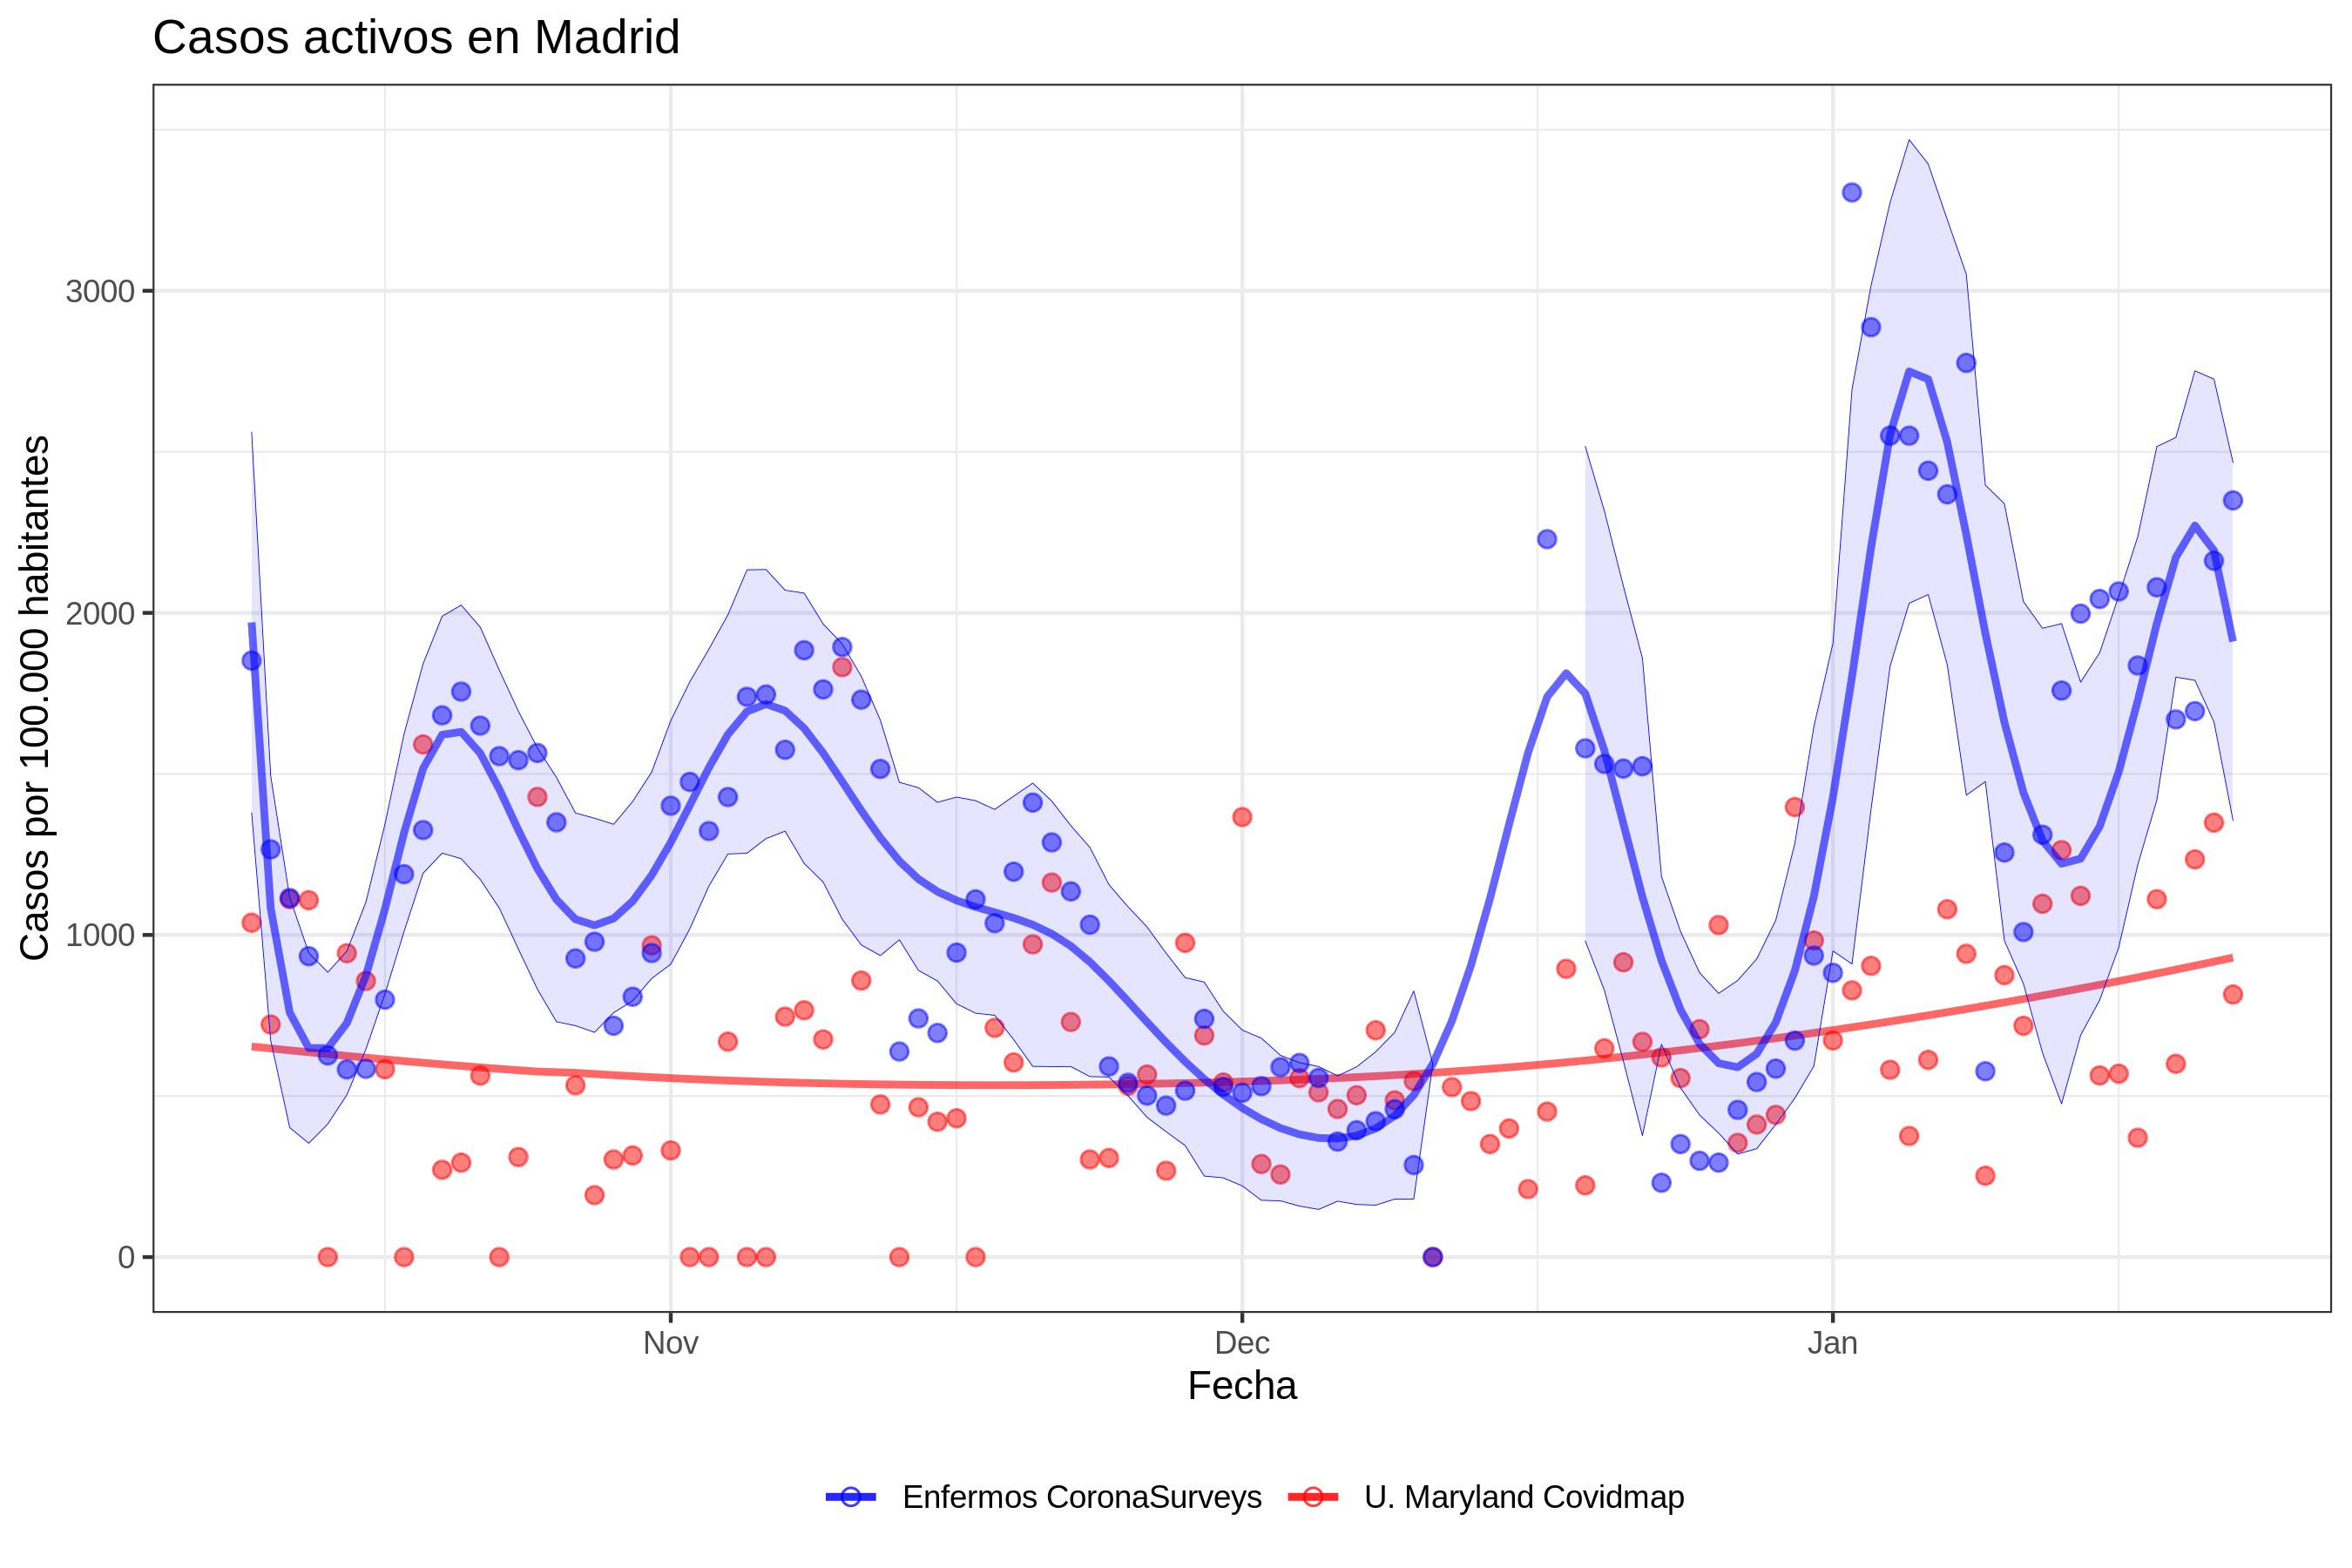 Casos activos en Madrid
Casos por 100.000 habitantes
3000
2000
1000
0
Nov
Dec
Jan
Fecha
Enfermos CoronaSurveys
U. Maryland Covidmap